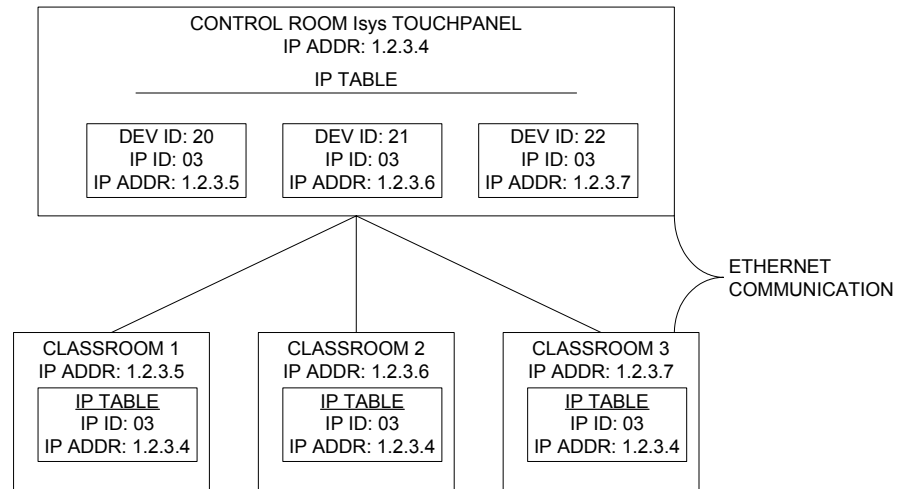 CONTROL ROOM Isys TOUCHPANEL
IP ADDR: 1.2.3.4
IP TABLE
DEV ID: 20
IP ID: 03
IP ADDR: 1.2.3.5
DEV ID: 21
IP ID: 03
IP ADDR: 1.2.3.6
DEV ID: 22
IP ID: 03
IP ADDR: 1.2.3.7
ETHERNET
COMMUNICATION
CLASSROOM 1
IP ADDR: 1.2.3.5
IP TABLE
IP ID: 03
IP ADDR: 1.2.3.4
CLASSROOM 2
IP ADDR: 1.2.3.6
IP TABLE
IP ID: 03
IP ADDR: 1.2.3.4
CLASSROOM 3
IP ADDR: 1.2.3.7
IP TABLE
IP ID: 03
IP ADDR: 1.2.3.4